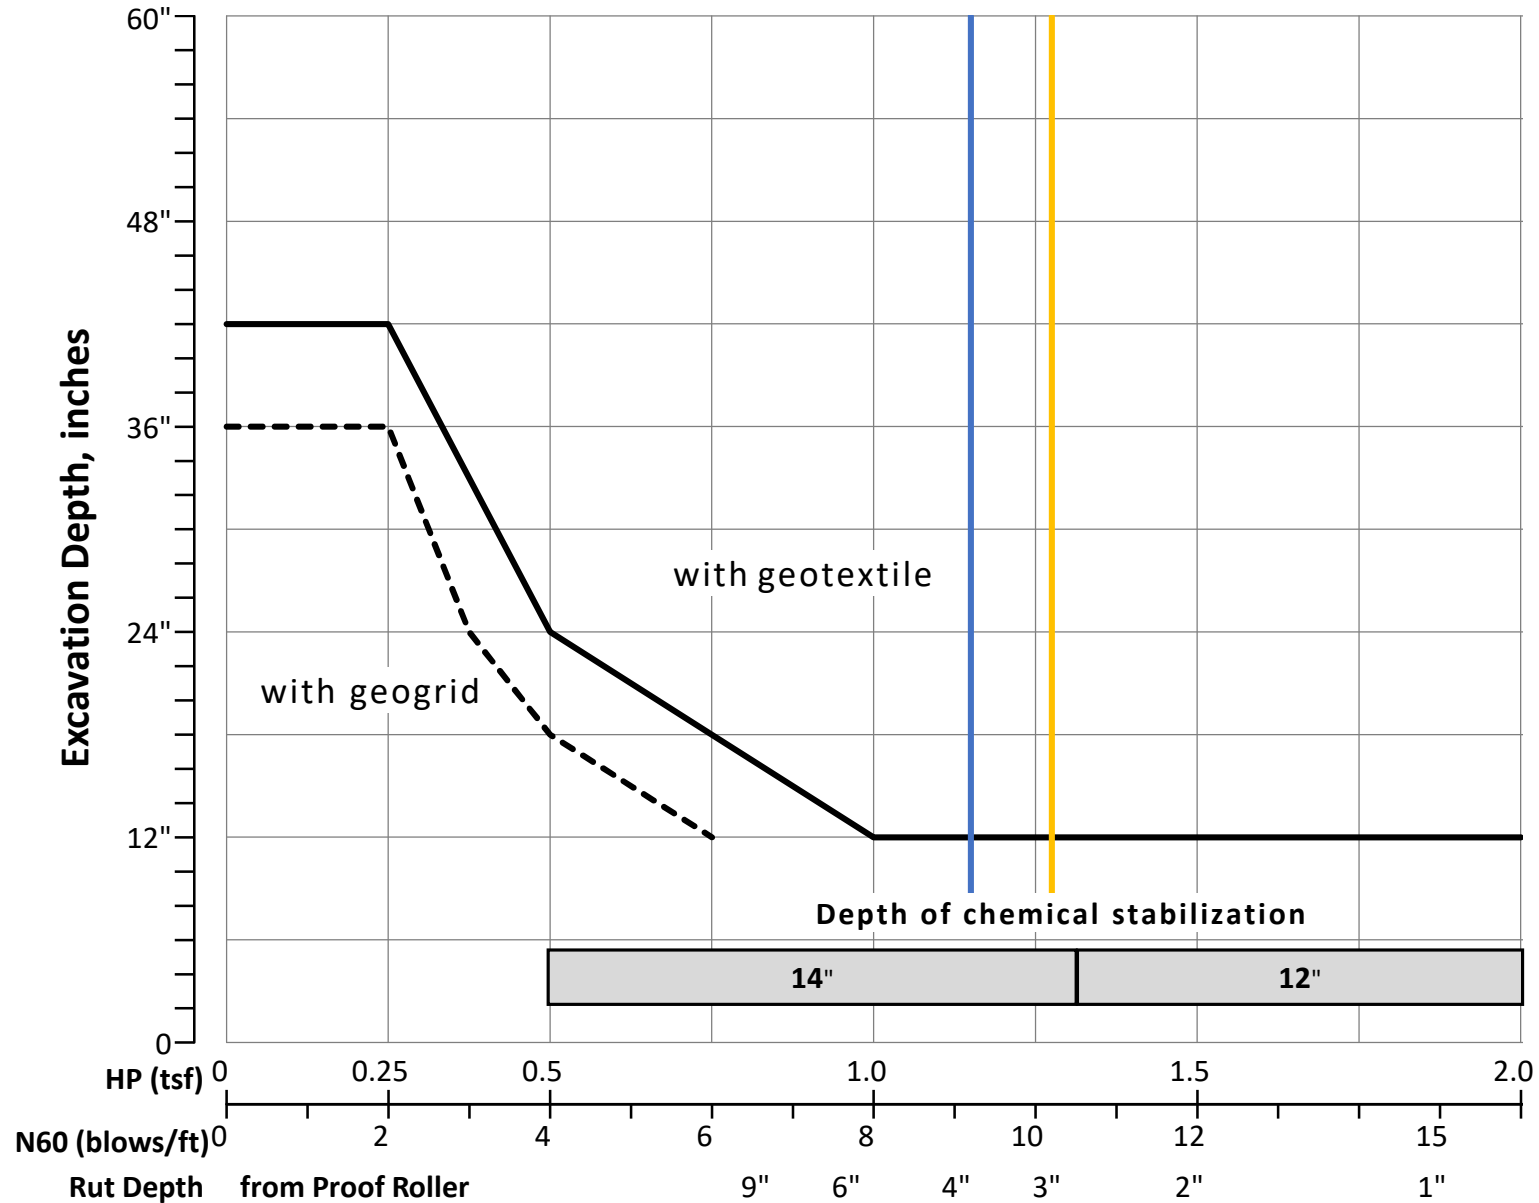 60"
48"
36"
24"
12"
0
Excavation Depth, inches
with geotextile
with geogrid
Depth of chemical stabilization
14" 12"
HP (tsf) 0 0.25 0.5 1.0 1.5 2.0
N60 (blows/ft) 0 2 4 6 8 10 12 15
Rut Depth from Proof Roller 9" 6" 4" 3" 2" 1"